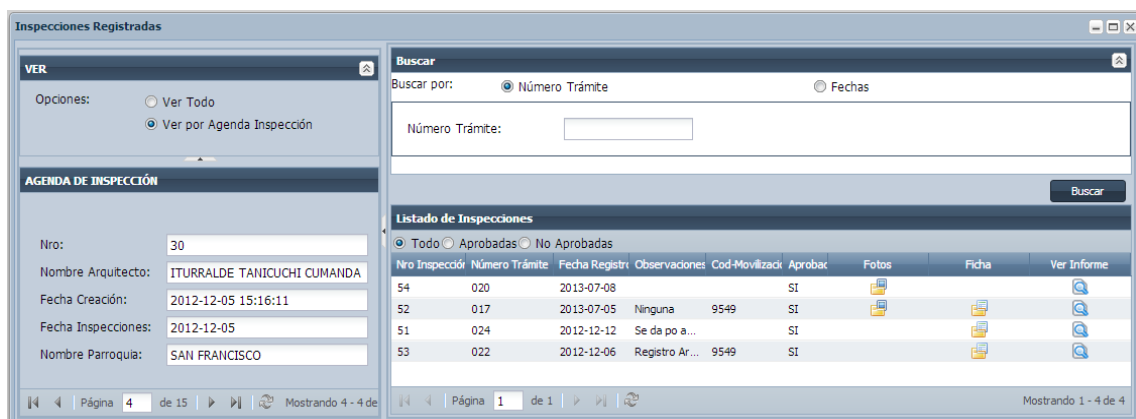 Inspecciones Registradas
VER
Opciones:
Ver Todo
Ver por Agenda Inspección
AGENDA DE INSPECCIÓN
Nro: 30
Nombre Arquitecto: ITURRALDE TANICUCHI CUMANDA
Fecha Creación: 2012-12-05 15:16:11
Fecha Inspecciones: 2012-12-05
Nombre Parroquia: SAN FRANCISCO
Página 4 de 15 Mostrando 4 - 4 de
Buscar
Buscar por: Número Trámite Fechas
Número Trámite:
Buscar
Listado de Inspecciones
Todo Aprobadas No Aprobadas
Nro Inspección Número Trámite Fecha Registro Observaciones Cod-Movilizacic Aprobac Fotos Ficha Ver Informe
54 020 2013-07-08 SI
52 017 2013-07-05 Ninguna 9549 SI
51 024 2012-12-12 Se da po a... SI
53 022 2012-12-06 Registro Ar... 9549 SI
Página 1 de 1 Mostrando 1 - 4 de 4